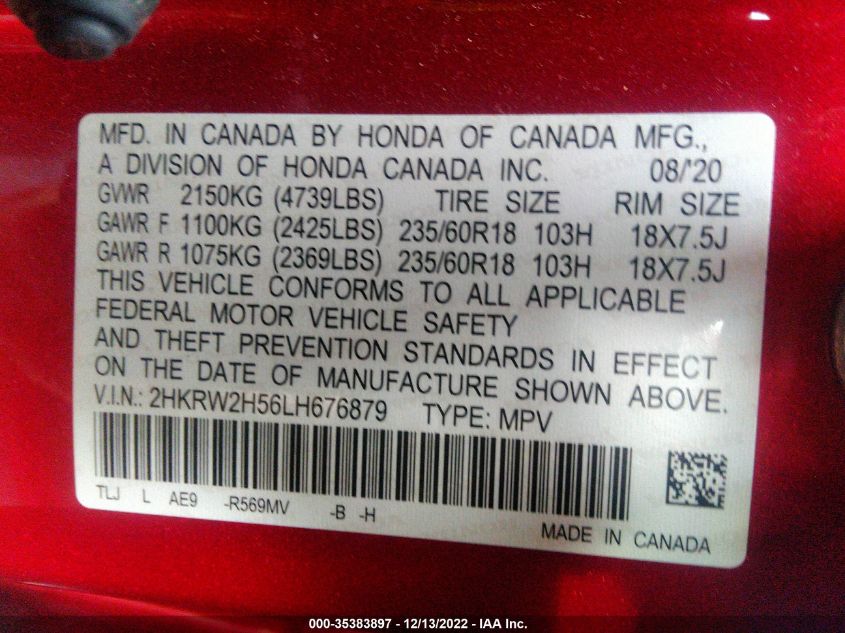 MFD. IN CANADA BY HONDA OF CANADA MFG.,
A DIVISION OF HONDA CANADA INC. 08/'20
GVWR 2150KG (4739LBS) TIRE SIZE RIM SIZE
GAWR F 1100KG (2425LBS) 235/60R18 103H 18X7.5J
GAWR R 1075KG (2369LBS) 235/60R18 103H 18X7.5J
THIS VEHICLE CONFORMS TO ALL APPLICABLE
FEDERAL MOTOR VEHICLE SAFETY
AND THEFT PREVENTION STANDARDS IN EFFECT
ON THE DATE OF MANUFACTURE SHOWN ABOVE.
V.I.N.: 2HKRW2H56LH676879 TYPE: MPV
TLJ L AE9 -R569MV -B -H
MADE IN CANADA
000-35383897 - 12/13/2022 - IAA Inc.